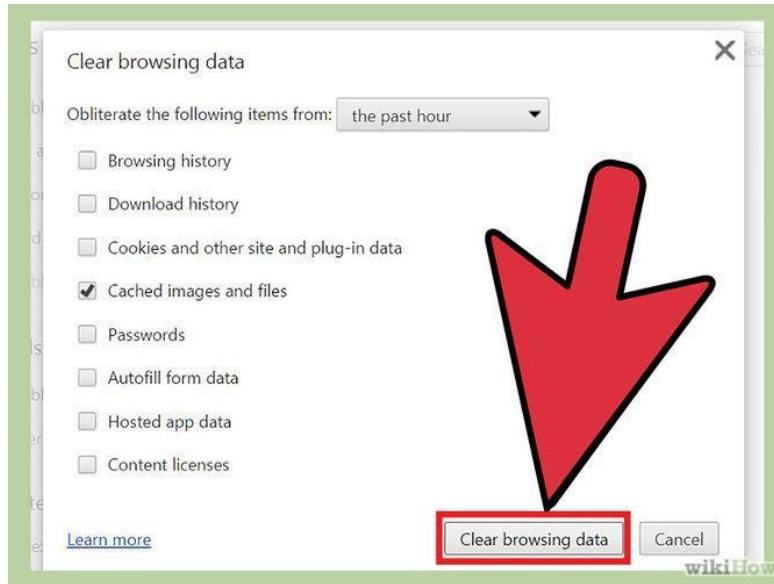 Clear browsing data
Obliterate the following items from: the past hour
Browsing history
Download history
Cookies and other site and plug-in data
Cached images and files
Passwords
Autofill form data
Hosted app data
Content licenses
Learn more
Clear browsing data
Cancel
wikiHow